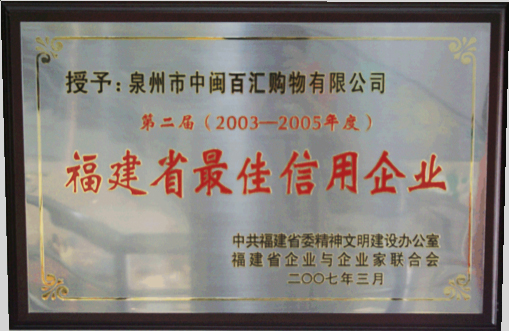 授予：泉州市中闽百汇购物有限公司
第二届（2003—2005年度）
福建省最佳信用企业
中共福建省委精神文明建设办公室
福建省企业与企业家联合会
二〇〇七年三月